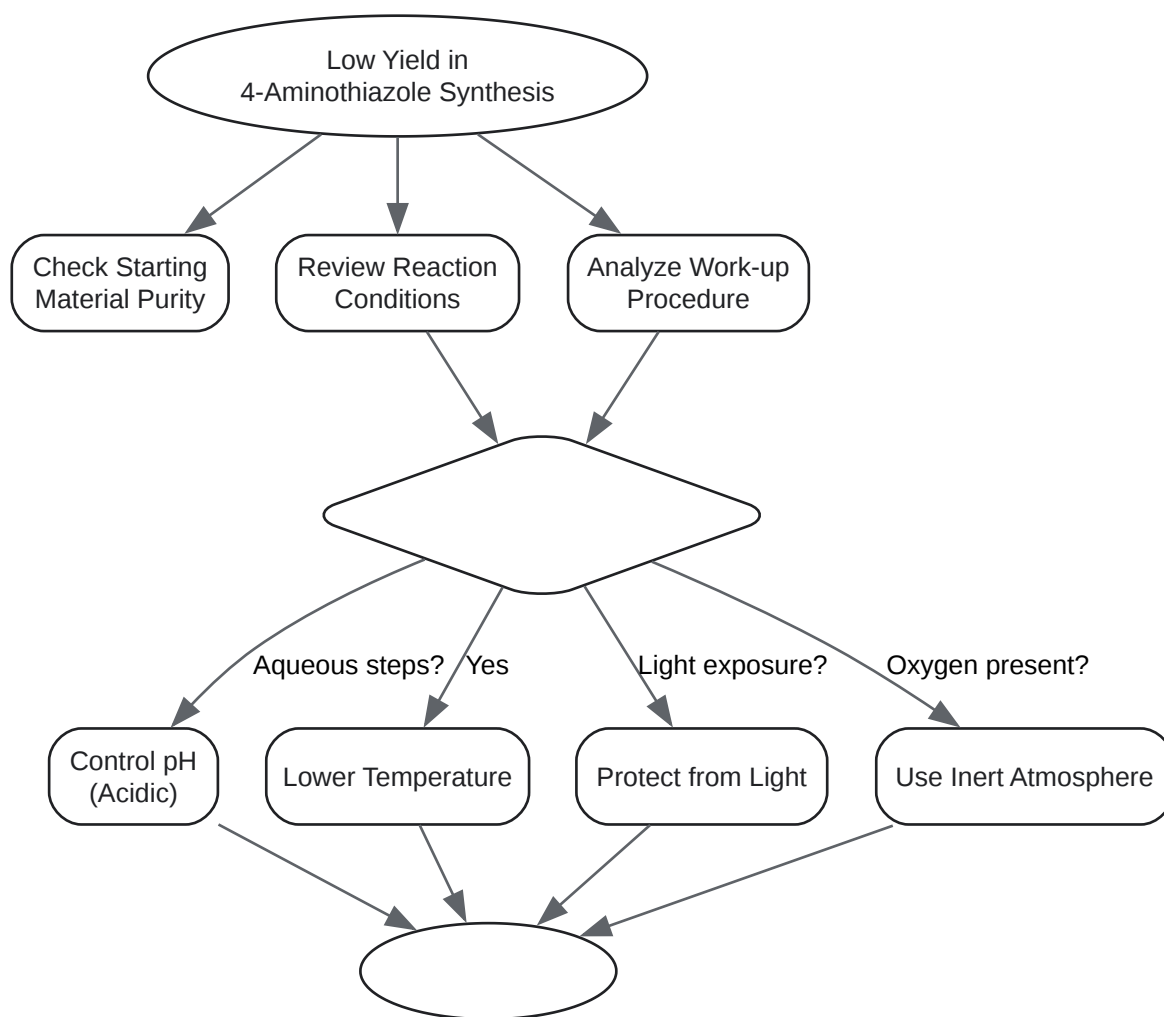 Low Yield in
4-Aminothiazole Synthesis
Check Starting
Material Purity
Review Reaction
Conditions
Analyze Work-up
Procedure
Aqueous steps?
Yes
Light exposure?
Oxygen present?
Control pH
(Acidic)
Lower Temperature
Protect from Light
Use Inert Atmosphere